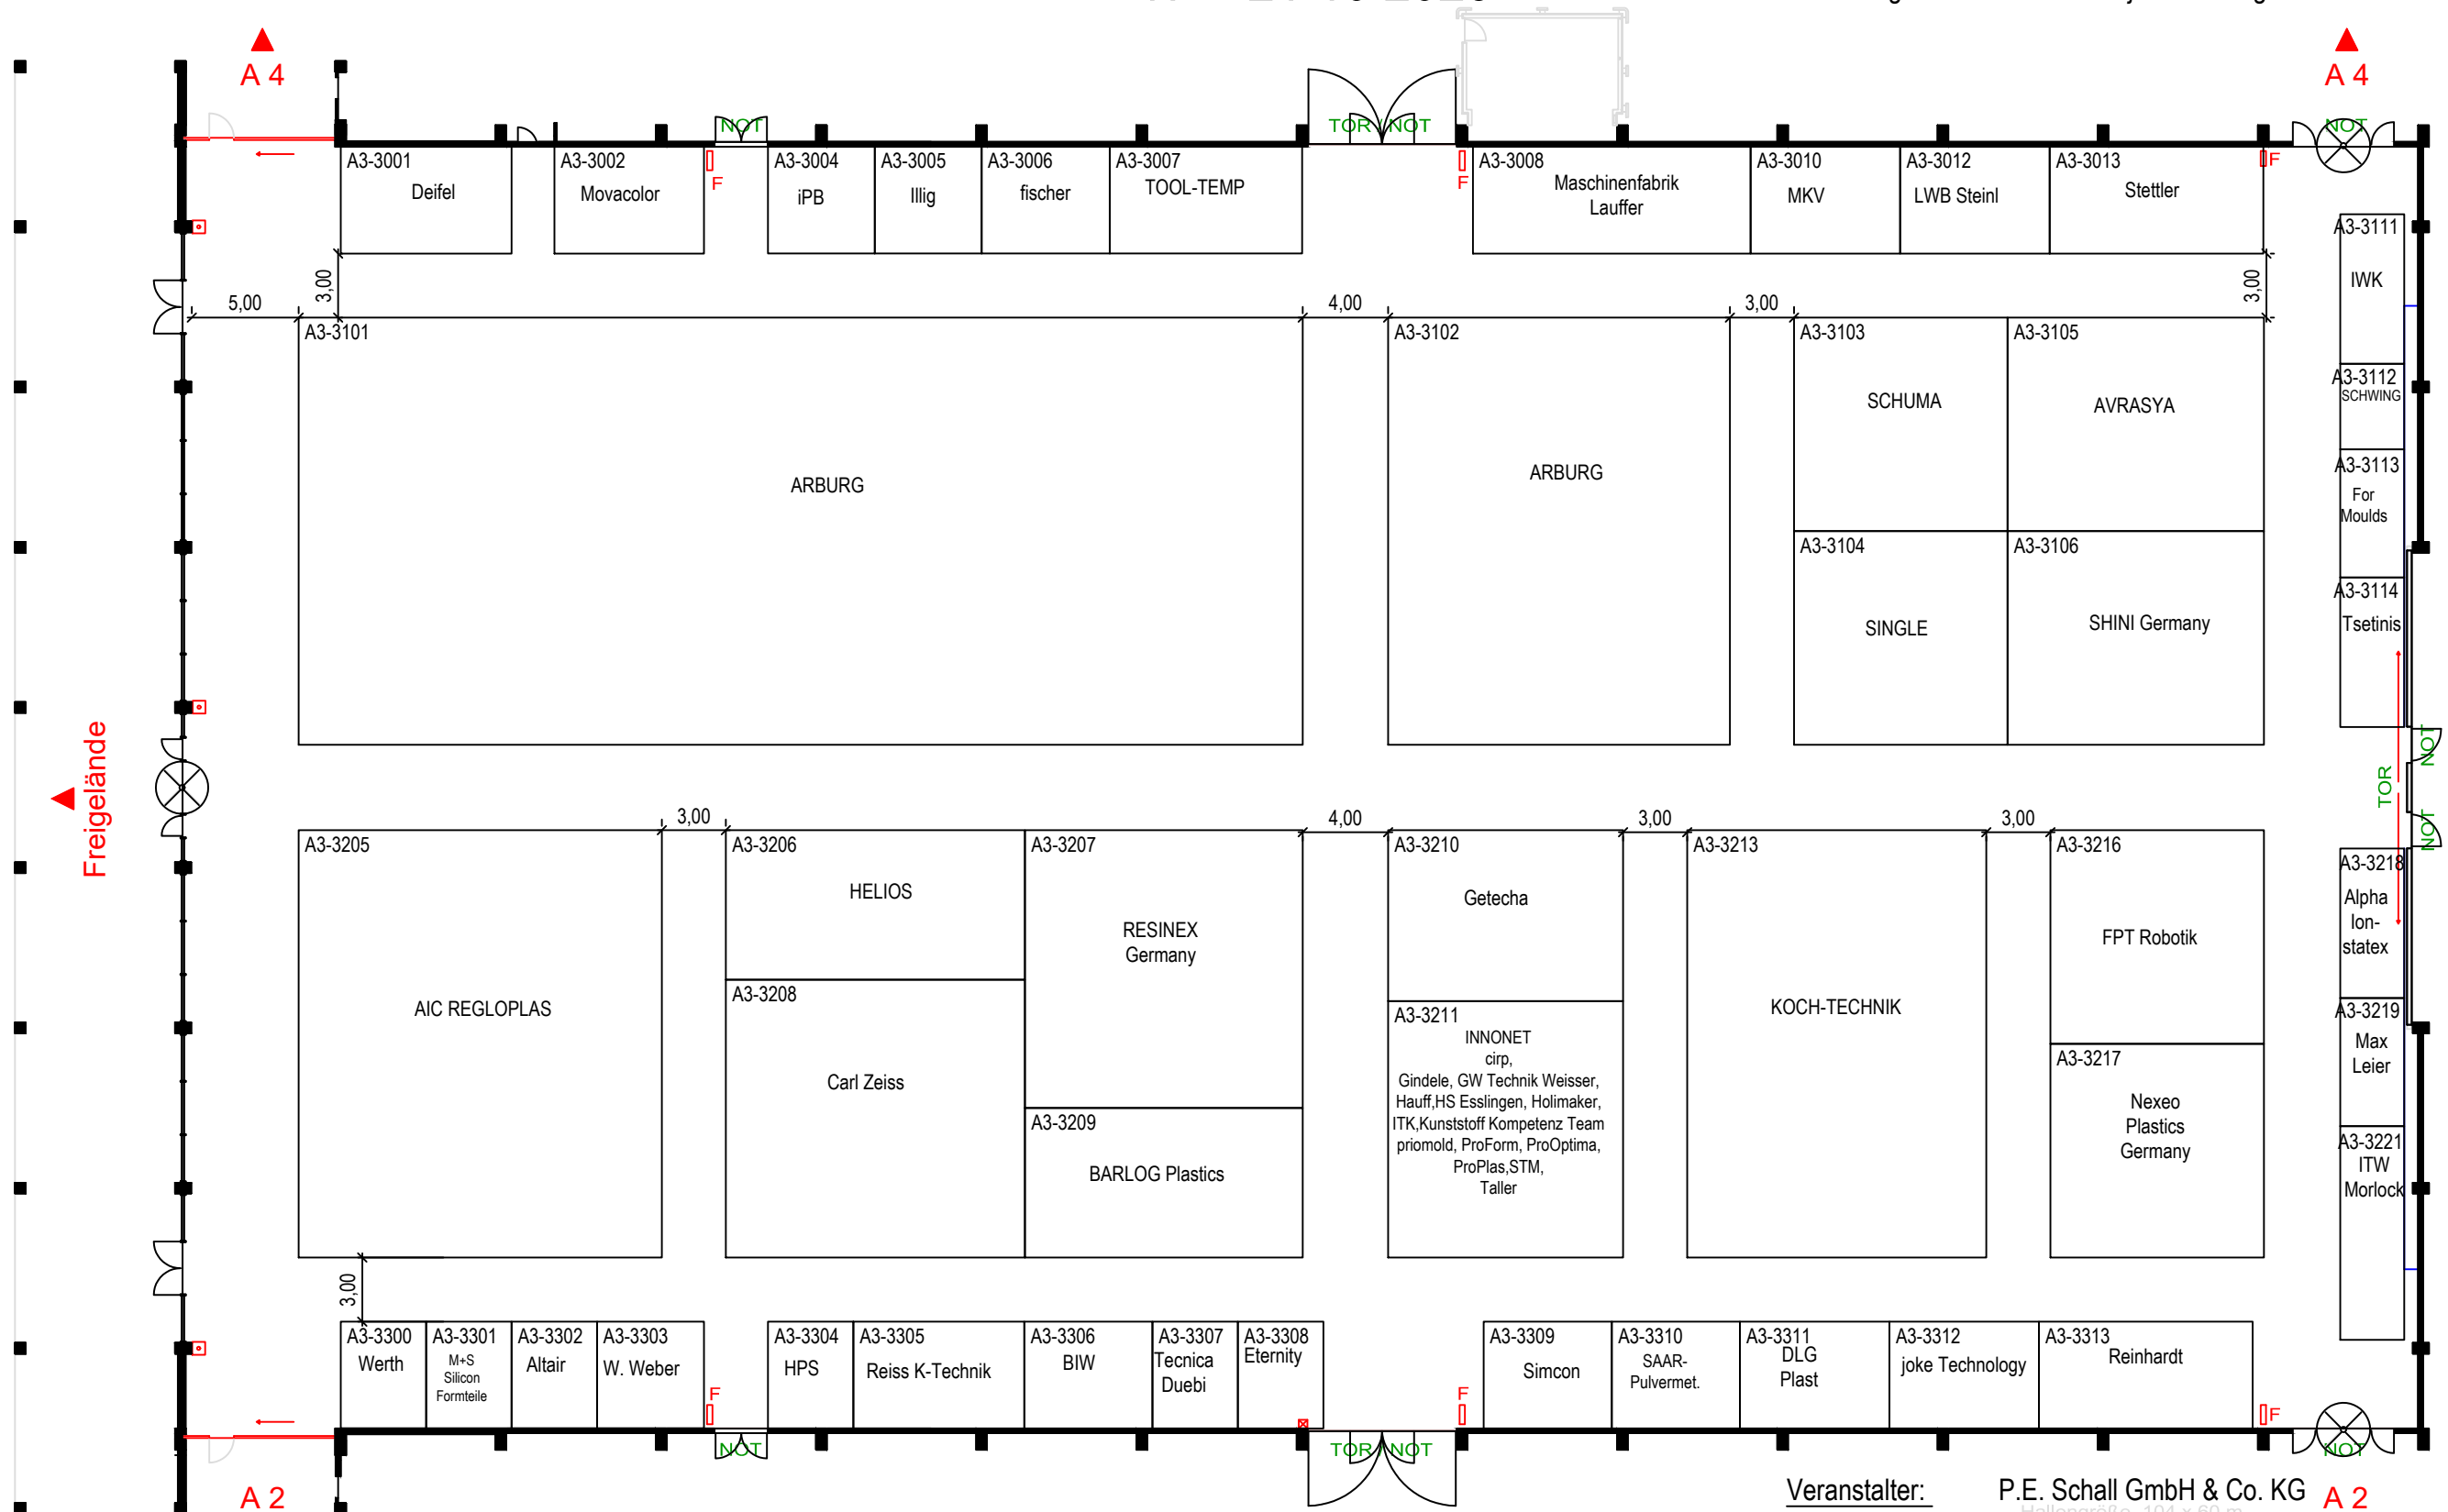 A 4
A 4
NOT
TOR / NOT
NOT
A3-3001
Deifel
A3-3002
Movacolor
F
A3-3004
iPB
A3-3005
Illig
A3-3006
fischer
A3-3007
TOOL-TEMP
F
A3-3008
Maschinenfabrik
Lauffer
A3-3010
MKV
A3-3012
LWB Steinl
A3-3013
Stettler
F
A3-3111
IWK
5,00
3,00
4,00
3,00
3,00
A3-3101
ARBURG
A3-3102
ARBURG
A3-3103
SCHUMA
A3-3105
AVRASYA
A3-3112
SCHWING
A3-3113
For
Moulds
A3-3104
SINGLE
A3-3106
SHINI Germany
A3-3114
Tsetinis
Freigelände
NOT
TOR
NOT
3,00
4,00
3,00
3,00
A3-3205
AIC REGLOPLAS
A3-3206
HELIOS
A3-3207
RESINEX
Germany
A3-3208
Carl Zeiss
A3-3209
BARLOG Plastics
A3-3210
Getecha
A3-3211
INNONET
cirp,
Gindele, GW Technik Weisser,
Hauff,HS Esslingen, Holimaker,
ITK,Kunststoff Kompetenz Team
priomold, ProForm, ProOptima,
ProPlas,STM,
Taller
A3-3213
KOCH-TECHNIK
A3-3216
FPT Robotik
A3-3217
Nexeo
Plastics
Germany
A3-3218
Alpha
Ion-
statex
A3-3219
Max
Leier
A3-3221
ITW
Morlock
3,00
A3-3300
Werth
A3-3301
M+S
Silicon
Formteile
A3-3302
Altair
A3-3303
W. Weber
F
A3-3304
HPS
A3-3305
Reiss K-Technik
A3-3306
BIW
A3-3307
Tecnica
Duebi
A3-3308
Eternity
F
A3-3309
Simcon
A3-3310
SAAR-
Pulvermet.
A3-3311
DLG
Plast
A3-3312
joke Technology
A3-3313
Reinhardt
F
NOT
TOR / NOT
NOT
A 2
Veranstalter: P.E. Schall GmbH & Co. KG
A 2